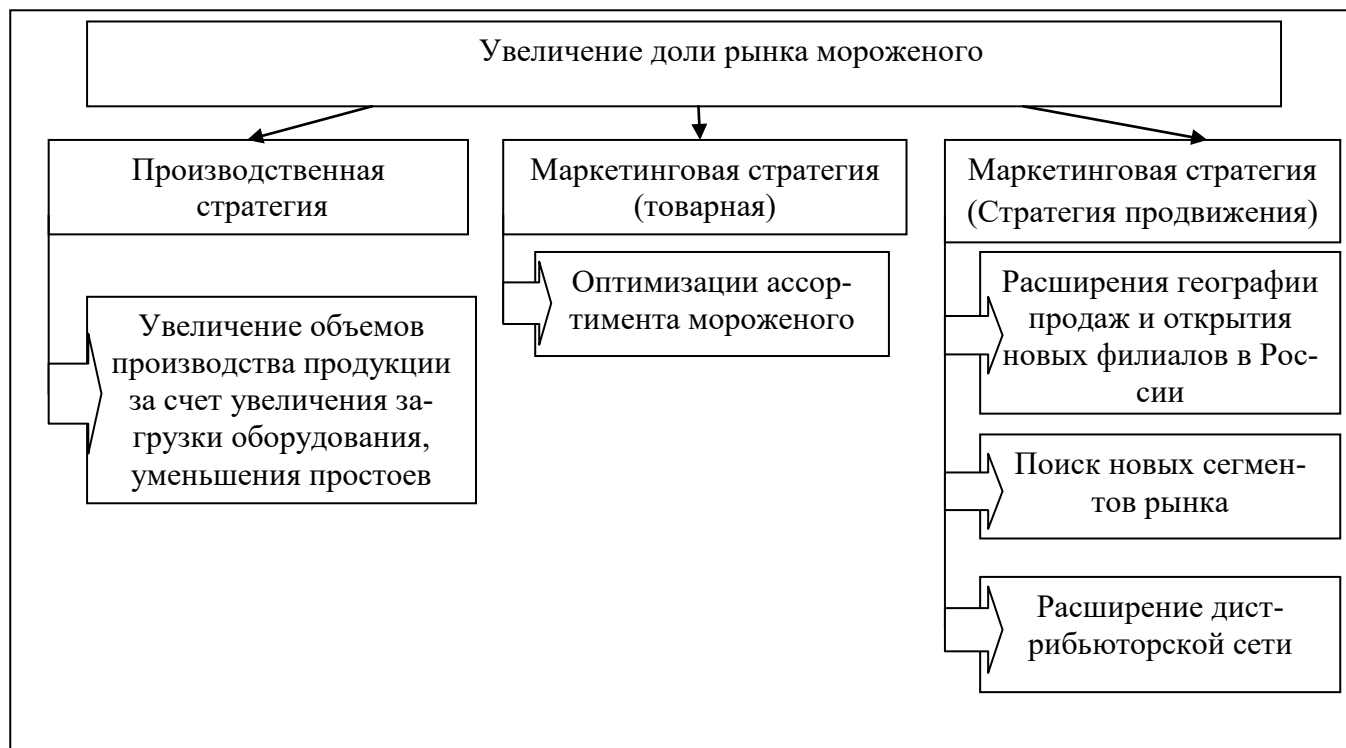 Увеличение доли рынка мороженого
Производственная
стратегия
Увеличение объемов
производства продукции
за счет увеличения за-
грузки оборудования,
уменьшения простоев
Маркетинговая стратегия
(товарная)
Оптимизации ассор-
тимента мороженого
Маркетинговая стратегия
(Стратегия продвижения)
Расширения географии
продаж и открытия
новых филиалов в Рос-
сии
Поиск новых сегмен-
тов рынка
Расширение дист-
рибьюторской сети